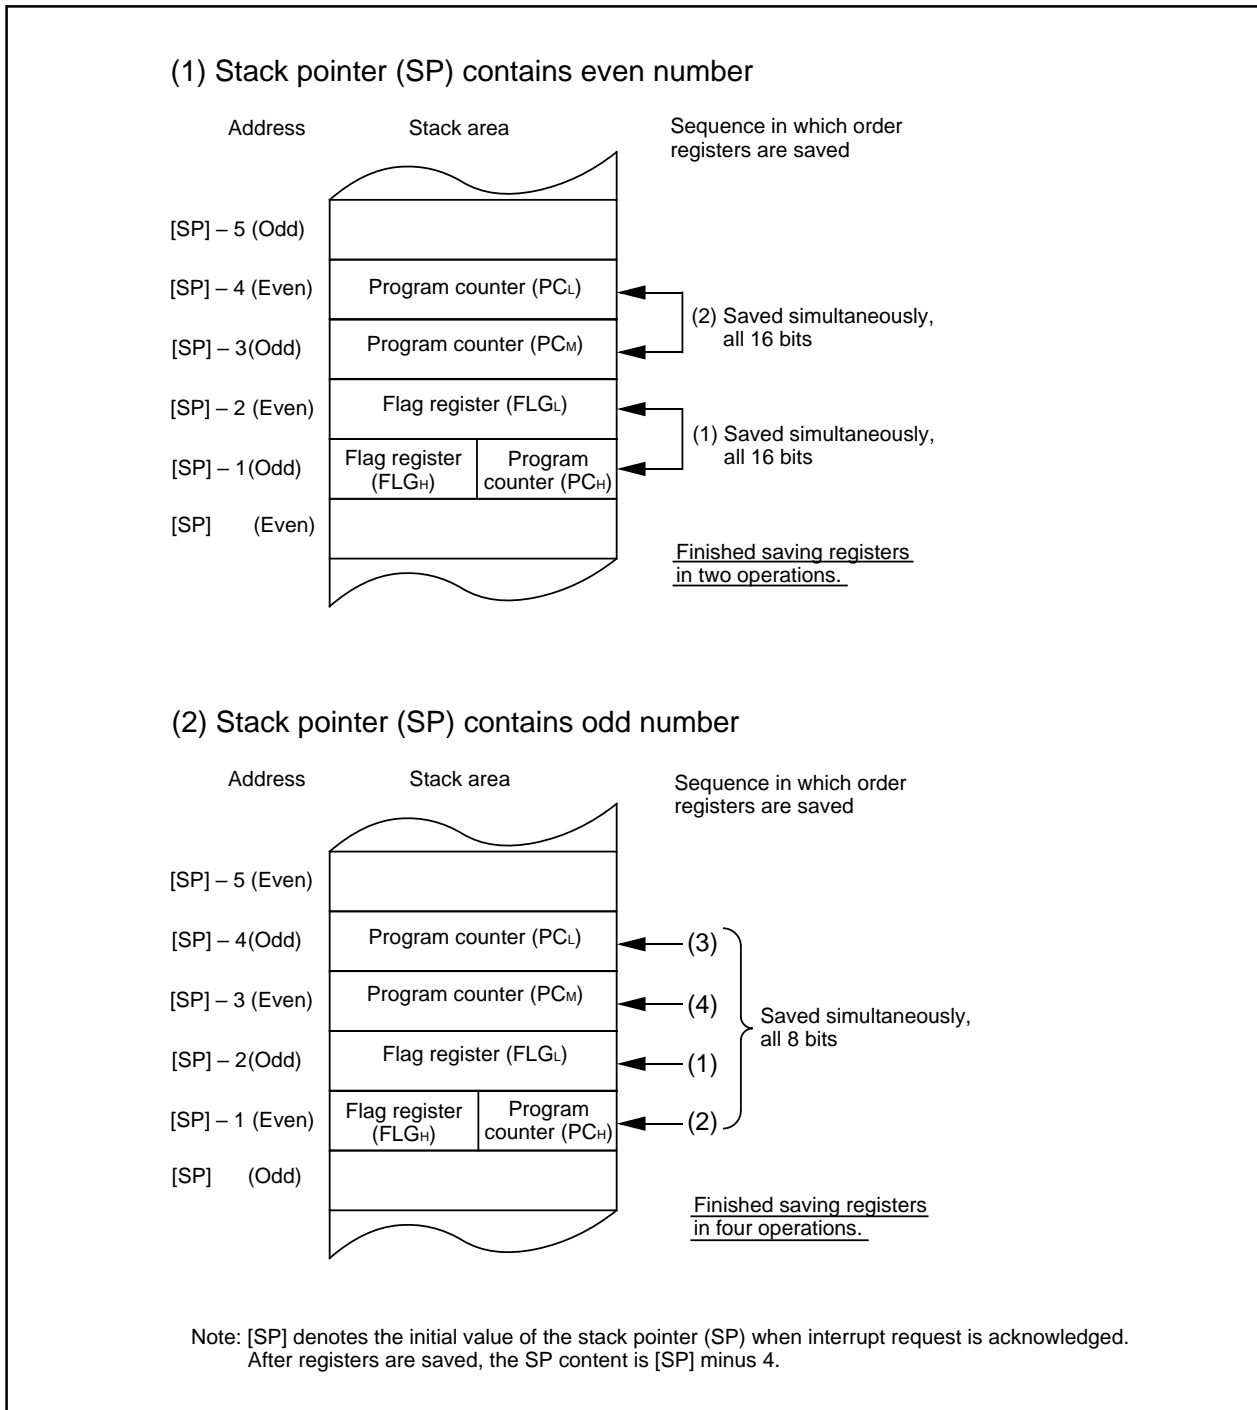 (1) Stack pointer (SP) contains even number
Address
Stack area
Sequence in which order
registers are saved
[SP] – 5 (Odd)
[SP] – 4 (Even)
Program counter (PCL)
[SP] – 3(Odd)
Program counter (PCM)
(2) Saved simultaneously,
all 16 bits
[SP] – 2 (Even)
Flag register (FLGL)
[SP] – 1(Odd)
Flag register
(FLGH)
Program
counter (PCH)
(1) Saved simultaneously,
all 16 bits
[SP] (Even)
Finished saving registers
in two operations.
(2) Stack pointer (SP) contains odd number
Address
Stack area
Sequence in which order
registers are saved
[SP] – 5 (Even)
[SP] – 4(Odd)
Program counter (PCL)
(3)
[SP] – 3 (Even)
Program counter (PCM)
(4)
Saved simultaneously,
all 8 bits
[SP] – 2(Odd)
Flag register (FLGL)
(1)
[SP] – 1 (Even)
Flag register
(FLGH)
Program
counter (PCH)
(2)
[SP] (Odd)
Finished saving registers
in four operations.
Note: [SP] denotes the initial value of the stack pointer (SP) when interrupt request is acknowledged.
After registers are saved, the SP content is [SP] minus 4.